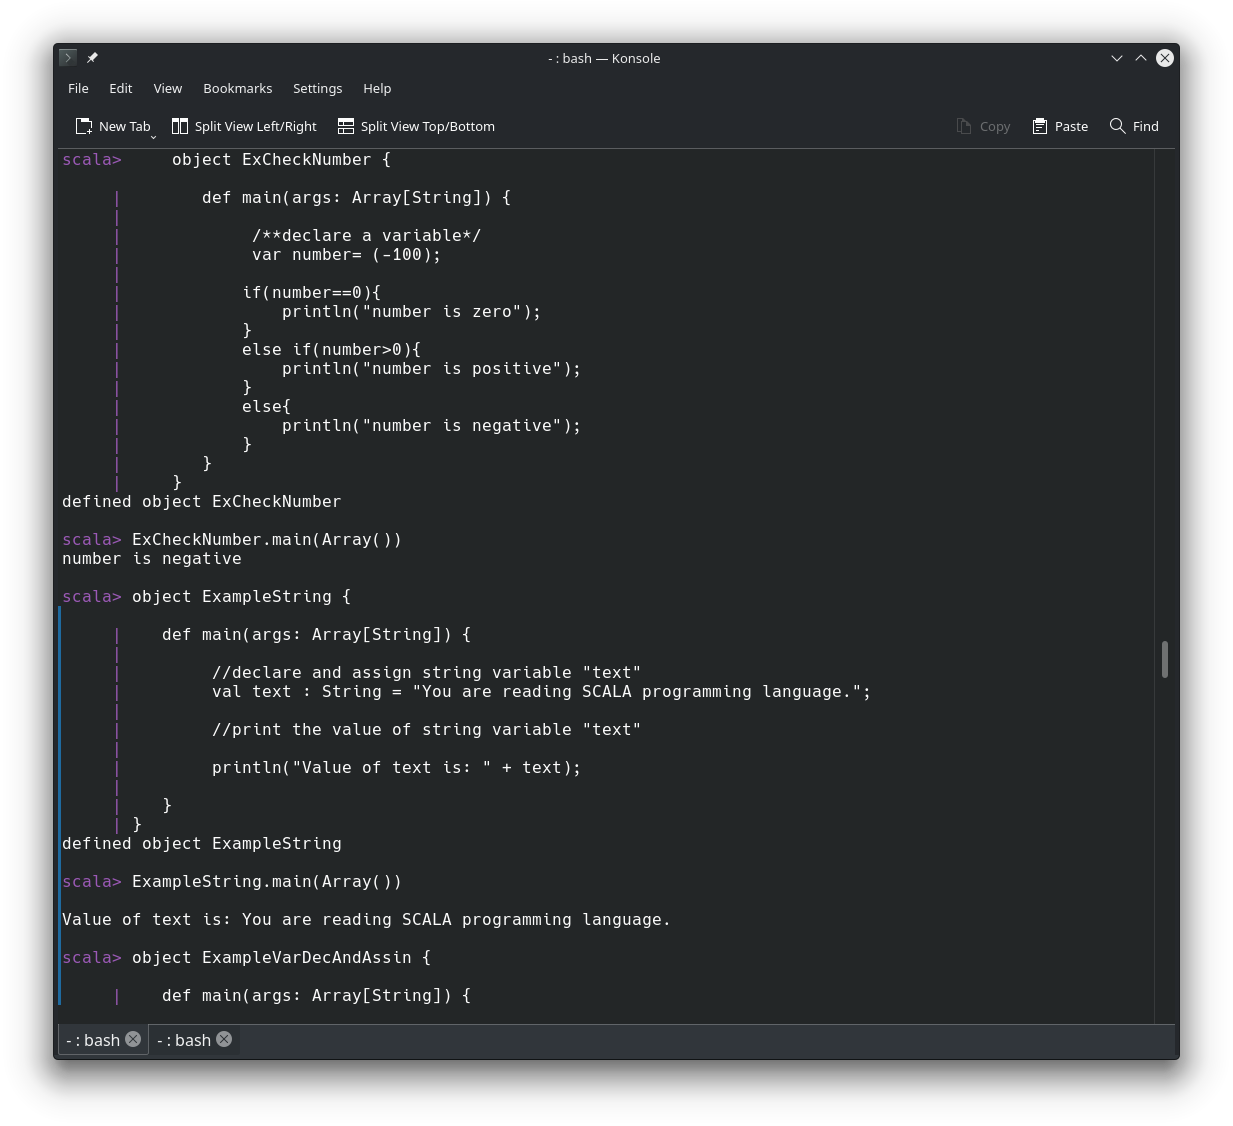 - : bash — Konsole
File Edit View Bookmarks Settings Help
New Tab Split View Left/Right Split View Top/Bottom Copy Paste Find
scala>     object ExCheckNumber {
     |        def main(args: Array[String]) {
     |
     |             /**declare a variable*/
     |             var number= (-100);
     |
     |            if(number==0){
     |                println("number is zero");
     |            }
     |            else if(number>0){
     |                println("number is positive");
     |            }
     |            else{
     |                println("number is negative");
     |            }
     |        }
     |     }
defined object ExCheckNumber
scala> ExCheckNumber.main(Array())
number is negative
scala> object ExampleString {
     |    def main(args: Array[String]) {
     |
     |         //declare and assign string variable "text"
     |         val text : String = "You are reading SCALA programming language.";
     |
     |         //print the value of string variable "text"
     |
     |         println("Value of text is: " + text);
     |
     |    }
     | }
defined object ExampleString
scala> ExampleString.main(Array())
Value of text is: You are reading SCALA programming language.
scala> object ExampleVarDecAndAssin {
     |    def main(args: Array[String]) {
- : bash - : bash